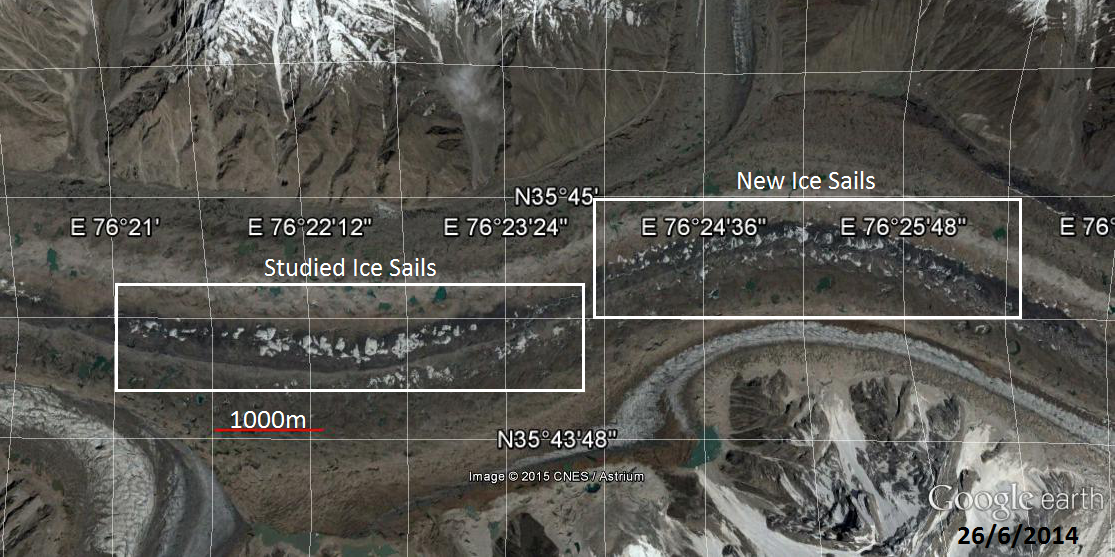 New Ice Sails
N35°45'
E 76°21'
E 76°22'12"
E 76°23'24"
E 76°24'36"
E 76°25'48"
E 76°
Studied Ice Sails
1000m
N35°43'48"
Image © 2015 CNES / Astrium
Google earth
26/6/2014